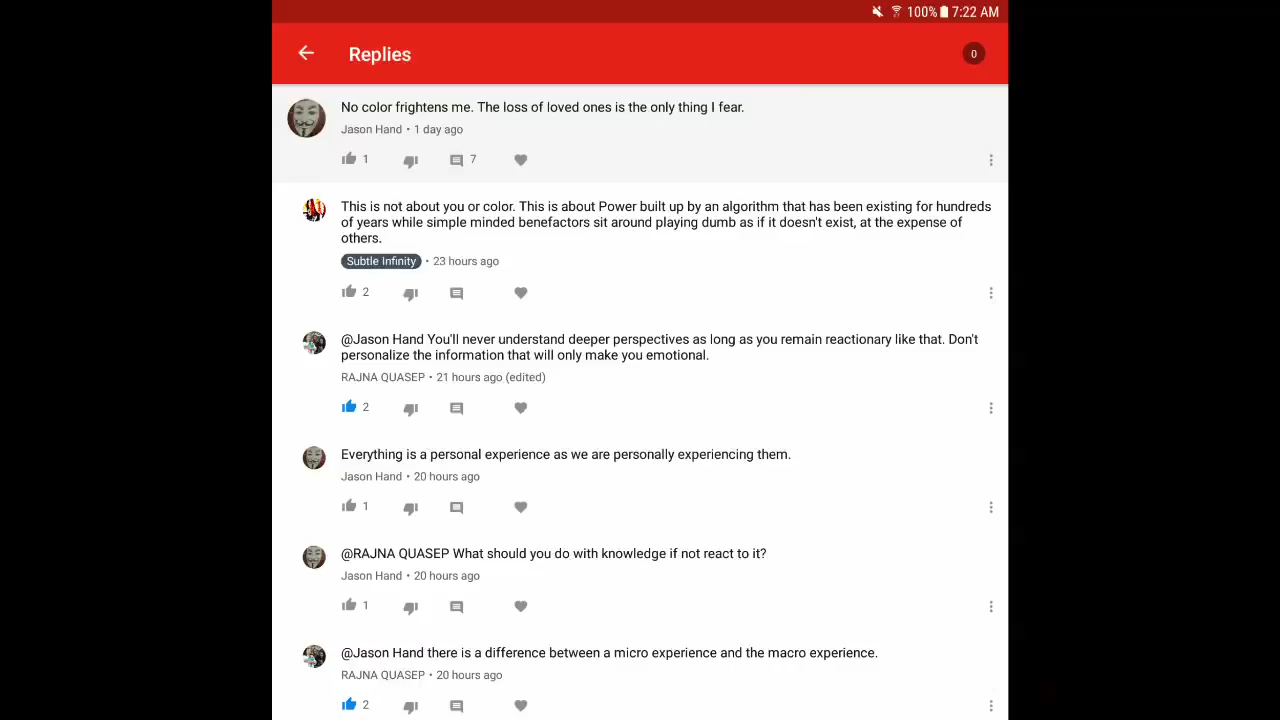 100% 7:22 AM
Replies
0
No color frightens me. The loss of loved ones is the only thing I fear.
Jason Hand • 1 day ago
1 7
This is not about you or color. This is about Power built up by an algorithm that has been existing for hundreds
of years while simple minded benefactors sit around playing dumb as if it doesn't exist, at the expense of
others.
Subtle Infinity • 23 hours ago
2
@Jason Hand You'll never understand deeper perspectives as long as you remain reactionary like that. Don't
personalize the information that will only make you emotional.
RAJNA QUASEP • 21 hours ago (edited)
2
Everything is a personal experience as we are personally experiencing them.
Jason Hand • 20 hours ago
1
@RAJNA QUASEP What should you do with knowledge if not react to it?
Jason Hand • 20 hours ago
1
@Jason Hand there is a difference between a micro experience and the macro experience.
RAJNA QUASEP • 20 hours ago
2